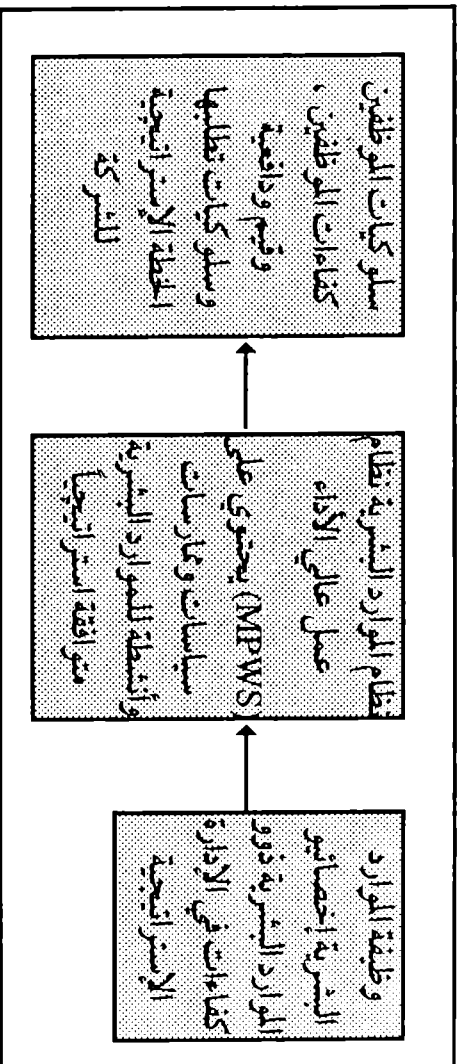 وظيفة الموارد
البشرية إخصائيو
الموارد البشرية ذوو
كفاءات في الإدارة
الإستراتيجية
نظام الموارد البشرية نظام
عمل عالي الأداء
(MPWS) يحتوي على
سياسات وممارسات
وأنشطة للموارد البشرية
متوافقة استراتيجياً
سلوكيات الموظفين
كفاءات الموظفين ،
وقيم ودافعية
وسلوكيات تطلبها
الخطة الإستراتيجية
للشركة